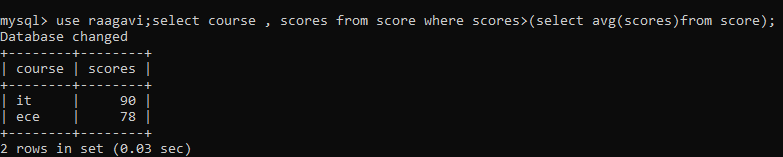 mysql> use raagavi;select course , scores from score where scores>(select avg(scores)from score);
Database changed
+--------+--------+
| course | scores |
+--------+--------+
| it     |     90 |
| ece    |     78 |
+--------+--------+
2 rows in set (0.03 sec)